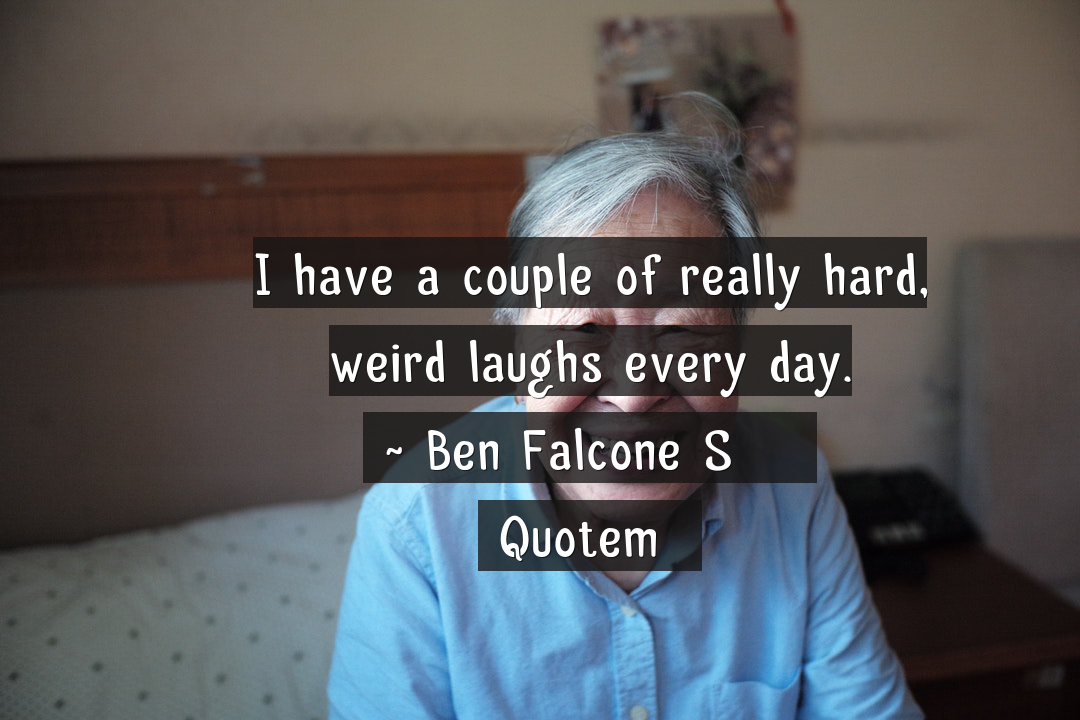 I have a couple of really hard,
weird laughs every day.
~ Ben Falcone S
Quotem